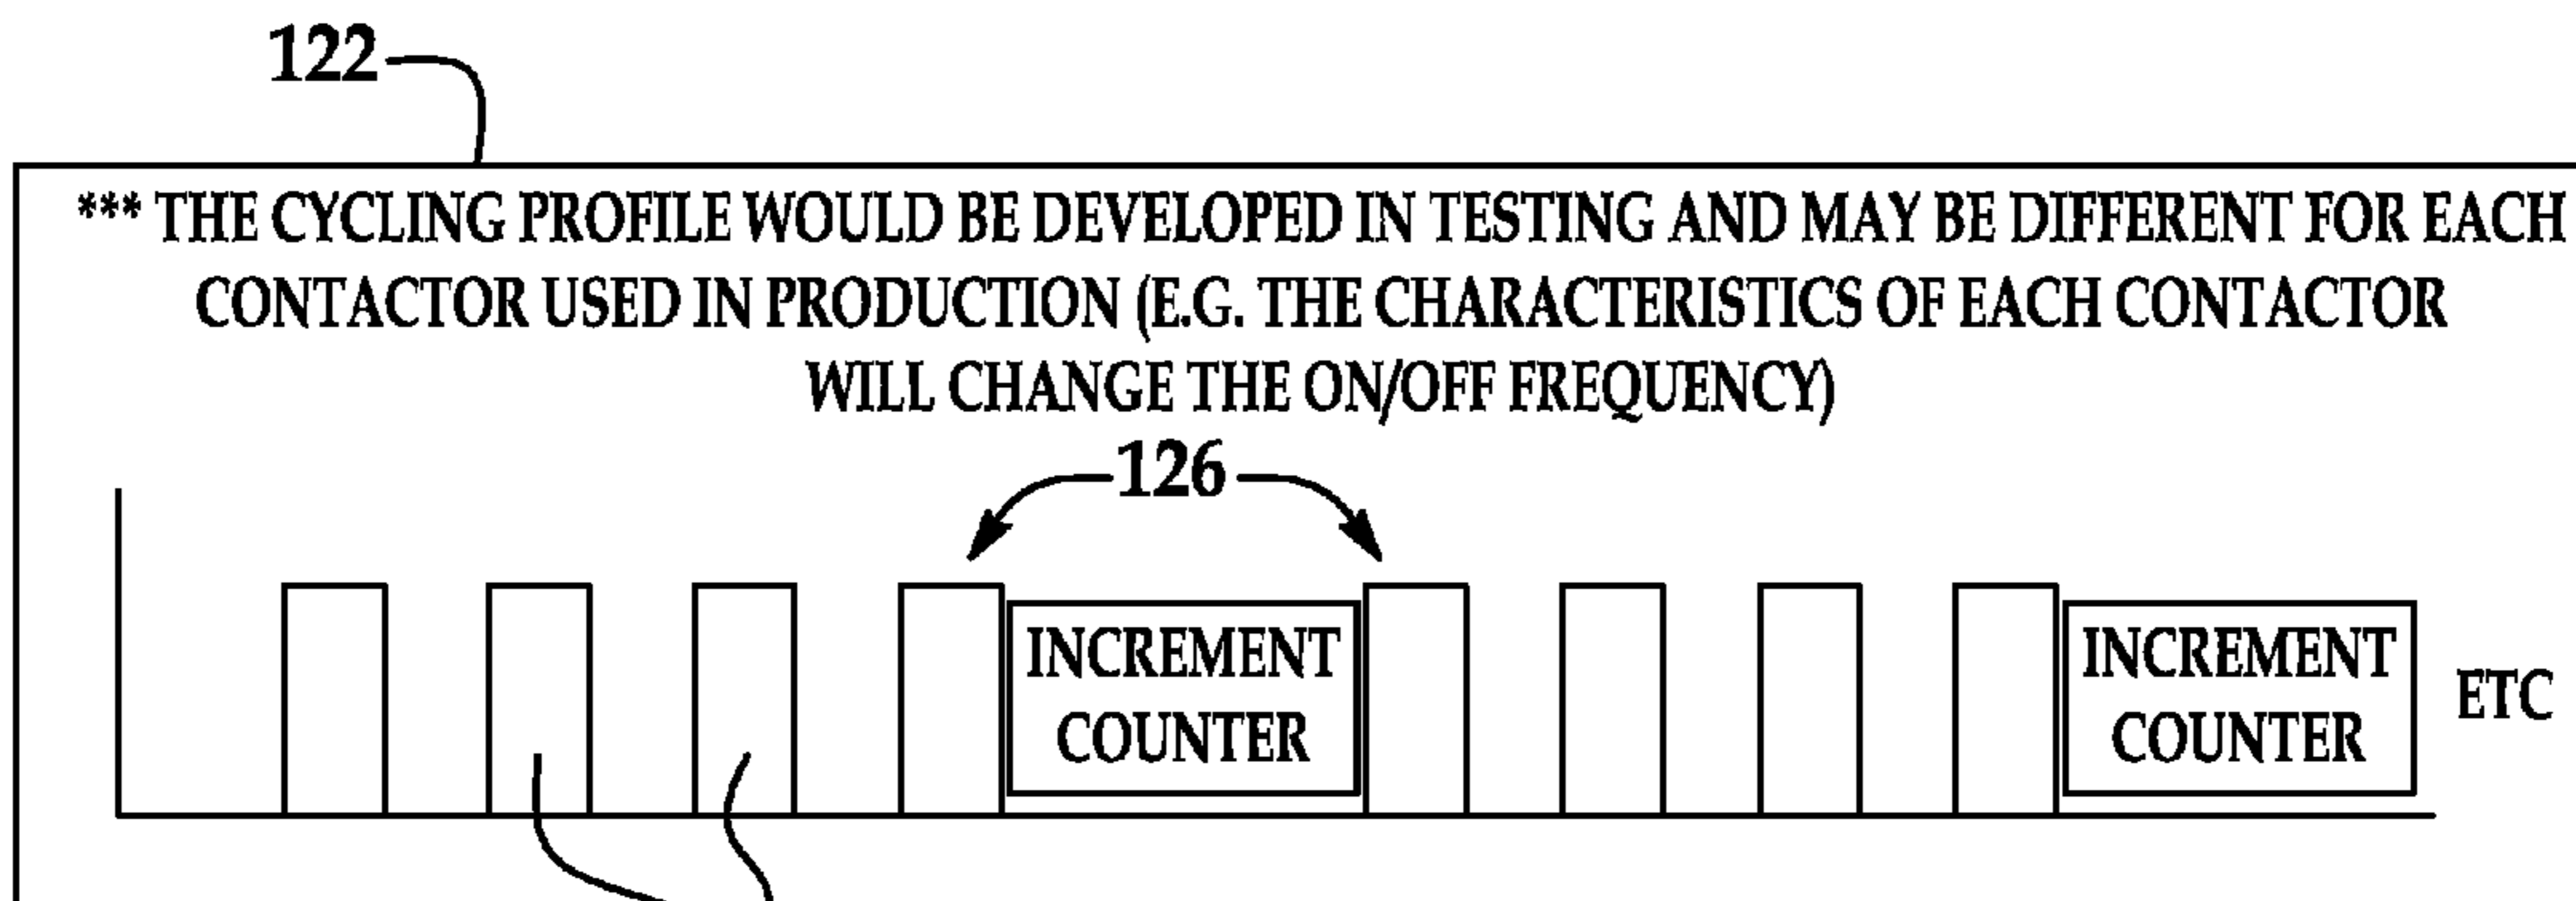 122
*** THE CYCLING PROFILE WOULD BE DEVELOPED IN TESTING AND MAY BE DIFFERENT FOR EACH
CONTACTOR USED IN PRODUCTION (E.G. THE CHARACTERISTICS OF EACH CONTACTOR
WILL CHANGE THE ON/OFF FREQUENCY)
126
INCREMENT
COUNTER
INCREMENT
COUNTER
ETC